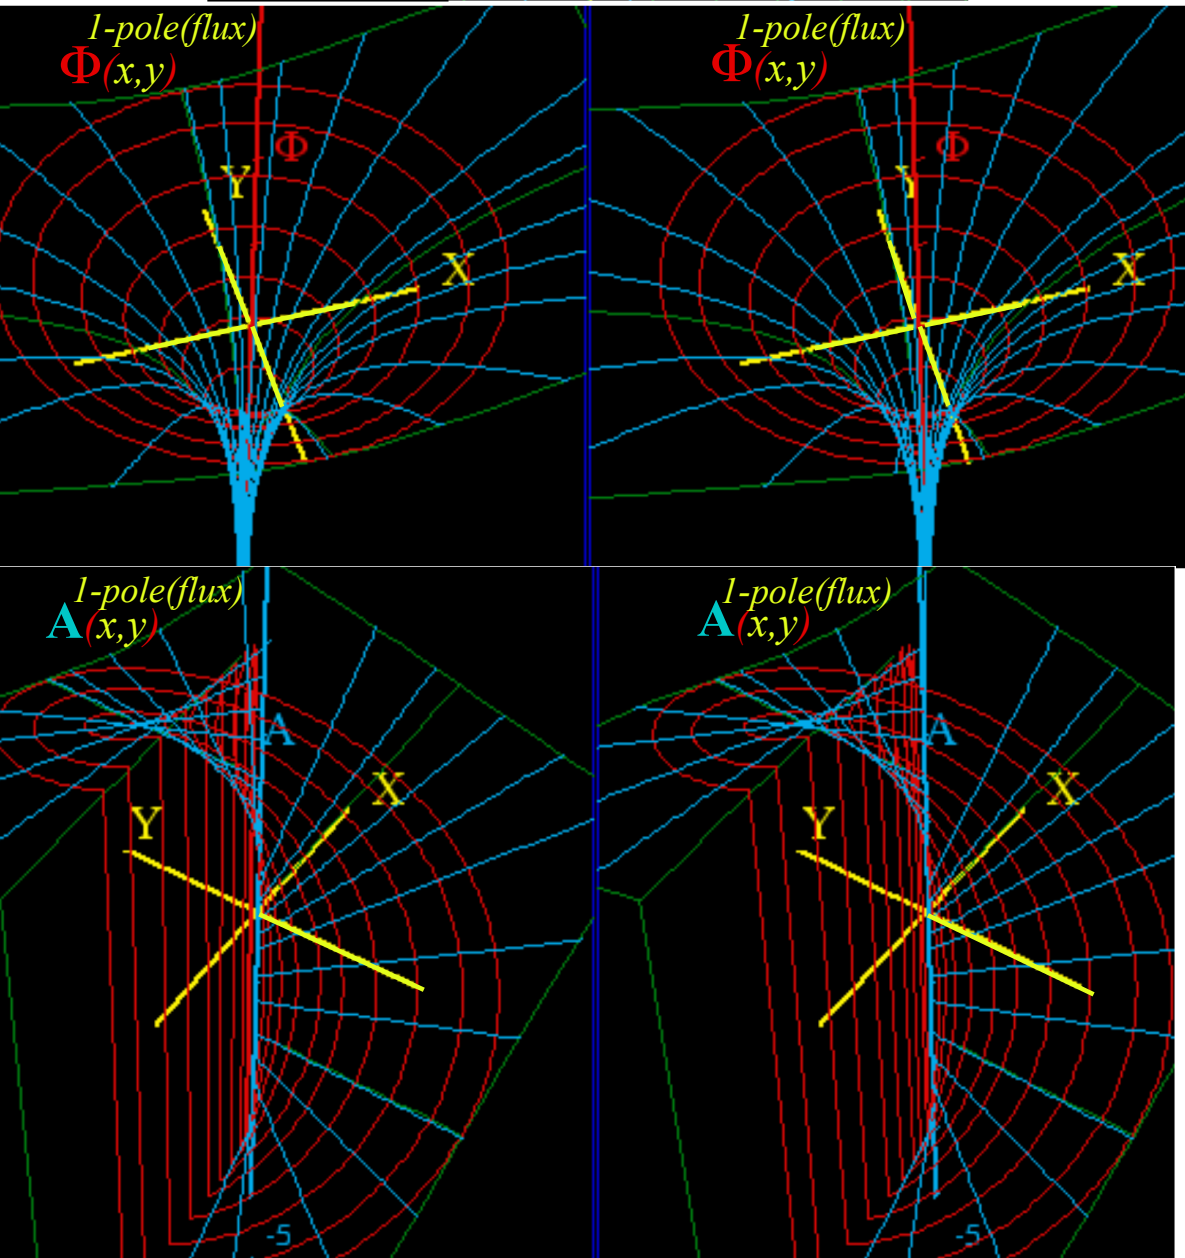 1-pole(flux)
Φ(x,y)
Φ
Y
X
1-pole(flux)
Φ(x,y)
Φ
Y
X
1-pole(flux)
A(x,y)
A
X
Y
-5
1-pole(flux)
A(x,y)
A
X
Y
-5